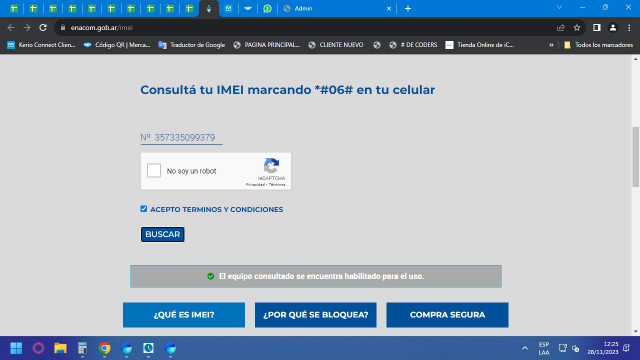 Admin
enacom.gob.ar/imei
Kerio Connect Clien... Código QR | Merca... Traductor de Google PAGINA PRINCIPAL... CLIENTE NUEVO # DE CODERS Tienda Online de iC... » Todos los marcadores
Consultá tu IMEI marcando *#06# en tu celular
Nº 357335099379
No soy un robot
reCAPTCHA
Privacidad - Términos
ACEPTO TERMINOS Y CONDICIONES
BUSCAR
El equipo consultado se encuentra habilitado para el uso.
¿QUÉ ES IMEI? ¿POR QUÉ SE BLOQUEA? COMPRA SEGURA
ESP
LAA
12:25
28/11/2023